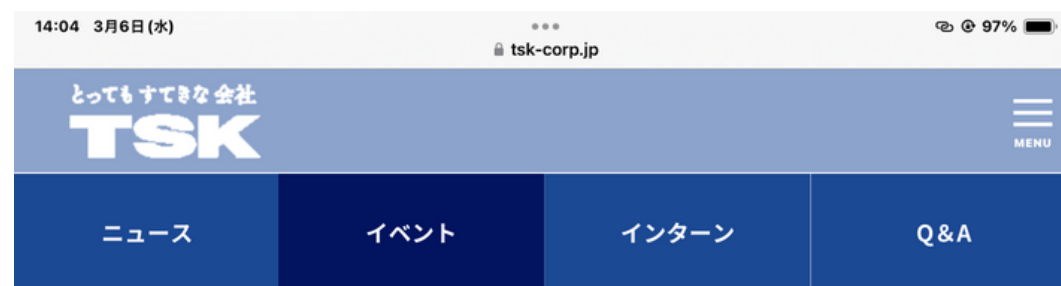 14:04 3月6日(水)
97%
tsk-corp.jp
とってもすてきな会社
TSK
MENU
ニュース
イベント
インターン
Q&A